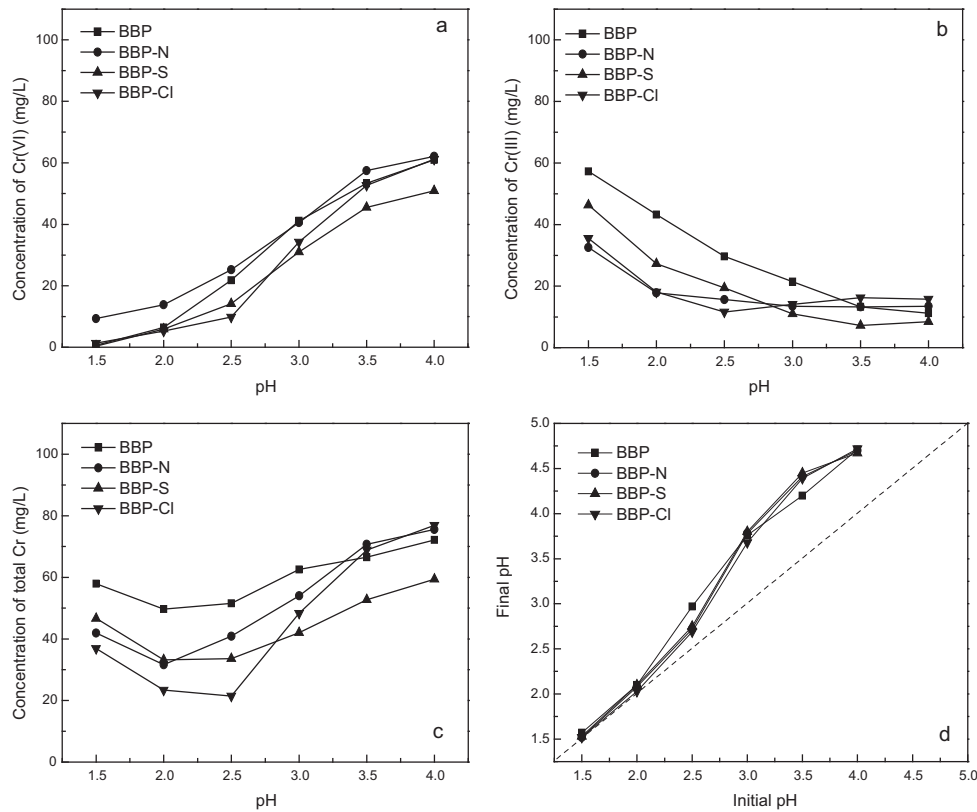 a
BBP
BBP-N
BBP-S
BBP-Cl
Concentration of Cr(VI) (mg/L)
100
80
60
40
20
0
1.5 2.0 2.5 3.0 3.5 4.0
pH
b
BBP
BBP-N
BBP-S
BBP-Cl
Concentration of Cr(III) (mg/L)
100
80
60
40
20
0
1.5 2.0 2.5 3.0 3.5 4.0
pH
c
BBP
BBP-N
BBP-S
BBP-Cl
Concentration of total Cr (mg/L)
100
80
60
40
20
0
1.5 2.0 2.5 3.0 3.5 4.0
pH
d
BBP
BBP-N
BBP-S
BBP-Cl
Final pH
5.0
4.5
4.0
3.5
3.0
2.5
2.0
1.5
1.5 2.0 2.5 3.0 3.5 4.0 4.5 5.0
Initial pH